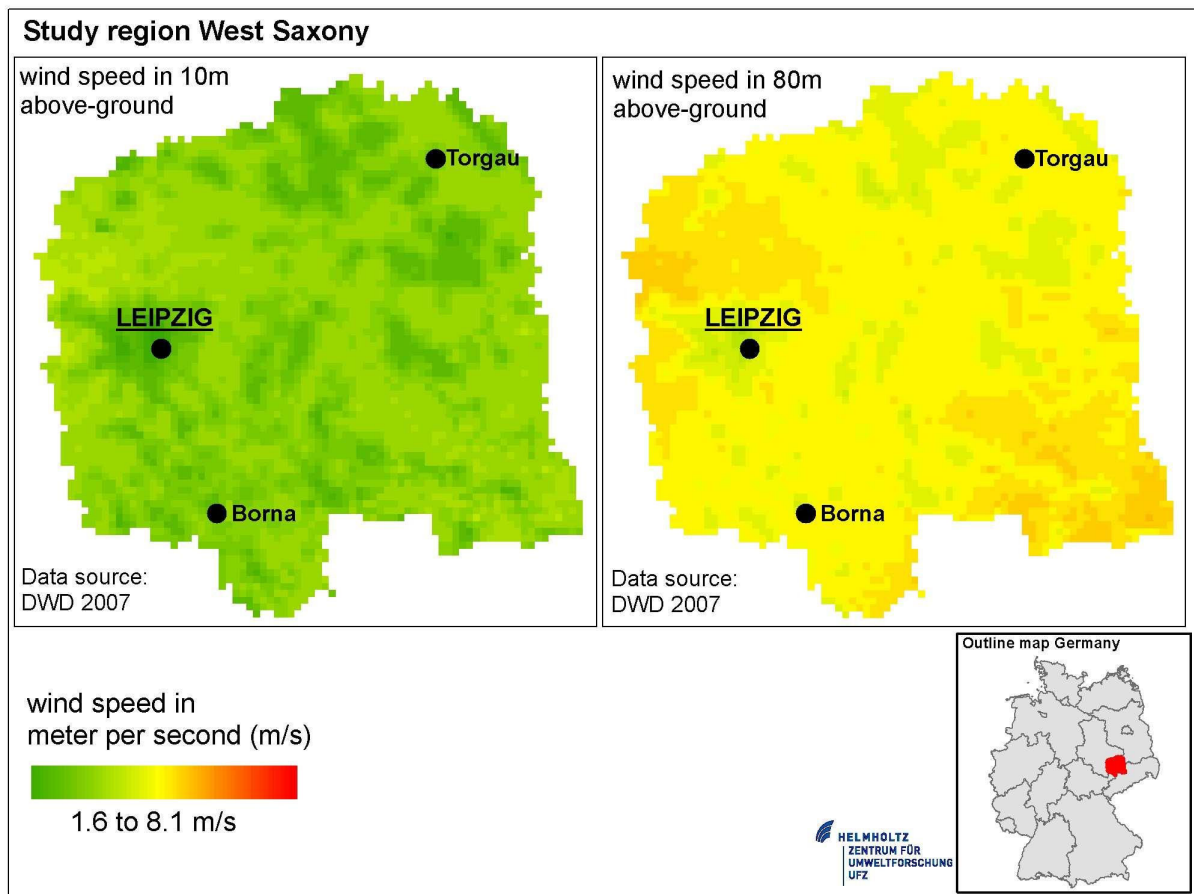 Study region West Saxony
wind speed in 10m
above-ground
Torgau
LEIPZIG
Borna
Data source:
DWD 2007
wind speed in 80m
above-ground
Torgau
LEIPZIG
Borna
Data source:
DWD 2007
wind speed in
meter per second (m/s)
1.6 to 8.1 m/s
HELMHOLTZ
ZENTRUM FÜR
UMWELTFORSCHUNG
UFZ
Outline map Germany